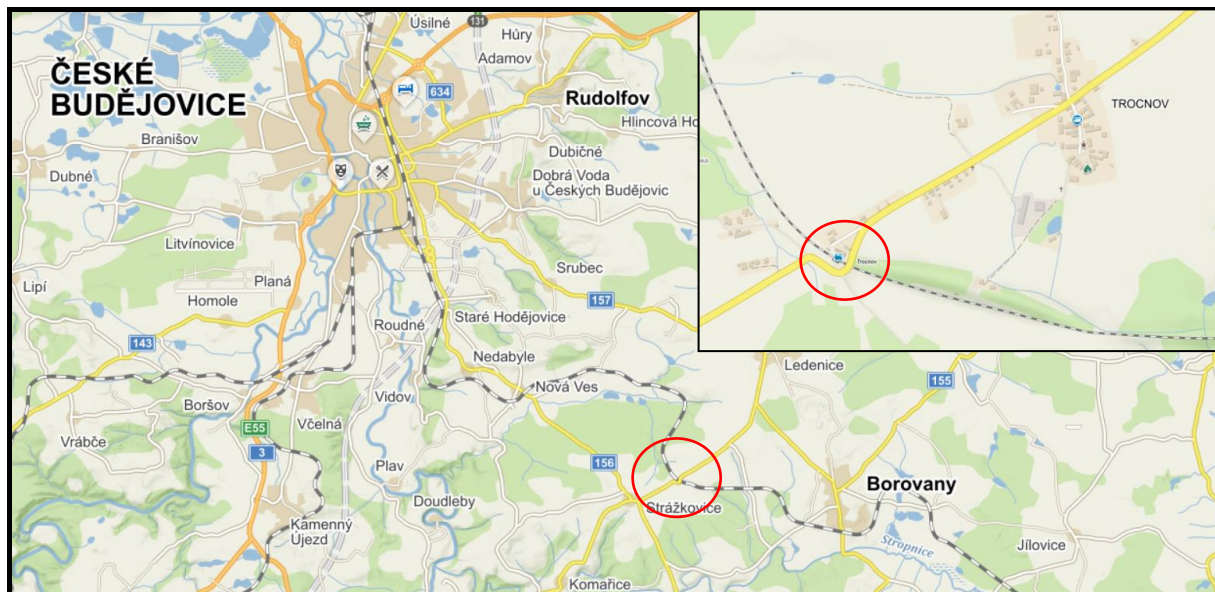 Úsilné
131
Hůry
Adamov
ČESKÉ
BUDĚJOVICE
634
Rudolfov
Hlincová Ho
Branišov
Dubičné
Dubné
Dobrá Voda
u Českých Budějovic
Litvínovice
Srubec
Planá
Lipí
Homole
157
Staré Hodějovice
Roudné
143
Nedabyle
Nová Ves
Vidov
Boršov
Včelná
E55
Vrábče
3
Plav
156
Doudleby
Strážkovice
Kamenný
Újezd
Komařice
Ledenice
155
Borovany
Stropnice
Jílovice
TROCNOV
Trocnov